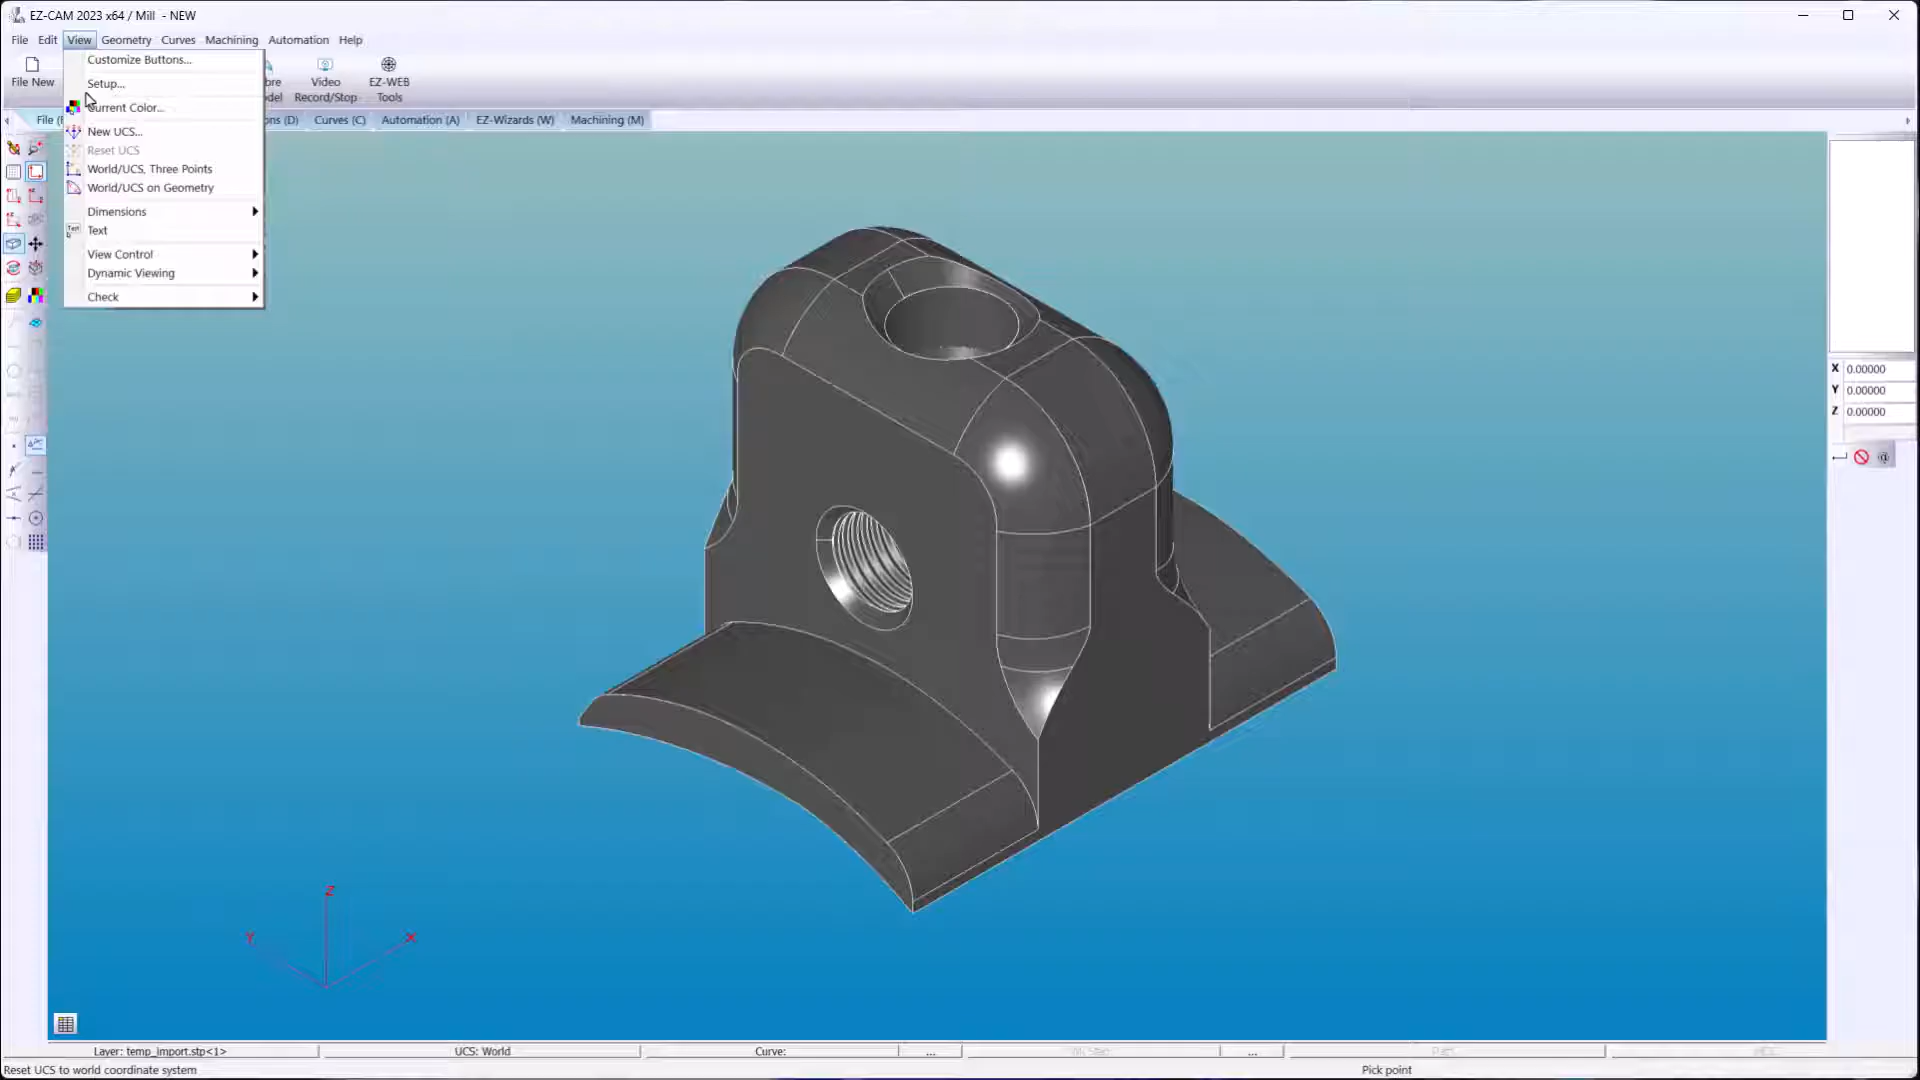 EZ-CAM 2023 x64 / Mill - NEW
File Edit View Geometry Curves Machining Automation Help
Customize Buttons...
Setup...
Current Color...
New UCS...
Reset UCS
World/UCS, Three Points
World/UCS on Geometry
Dimensions
Text
View Control
Dynamic Viewing
Check
File New
Video
Record/Stop
EZ-WEB
Tools
File
Curves (C) Automation (A) EZ-Wizards (W) Machining (M)
X 0.00000
Y 0.00000
Z 0.00000
Z
Y
X
Layer: temp_import.stp<1> UCS: World Curve: ... ...
Reset UCS to world coordinate system Pick point